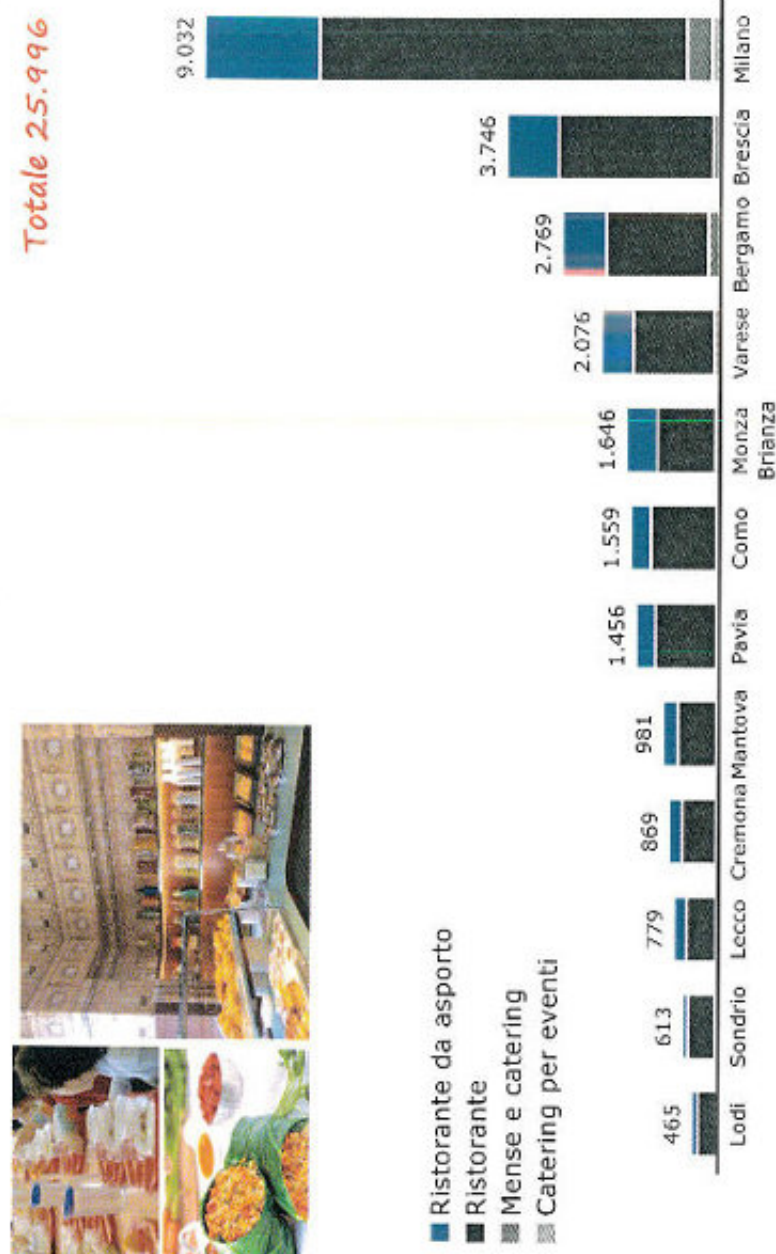 Totale 25.996
Ristorante da asporto
Ristorante
Mense e catering
Catering per eventi
465
613
779
869
981
1.456
1.559
1.646
2.076
2.769
3.746
9.032
Lodi
Sondrio
Lecco
Cremona
Mantova
Pavia
Como
Monza
Brianza
Varese
Bergamo
Brescia
Milano